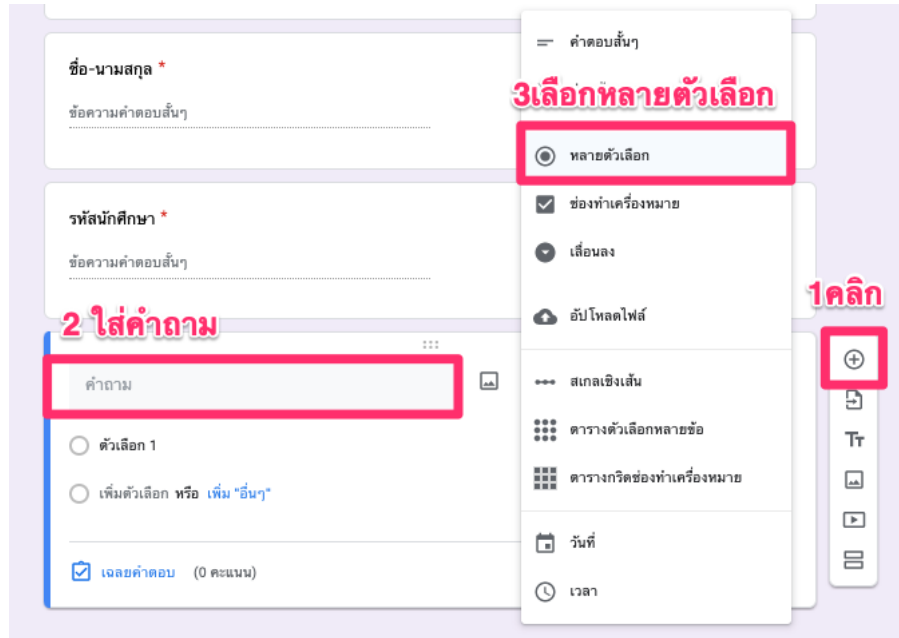 ชื่อ-นามสกุล *
ข้อความคำตอบสั้นๆ
รหัสนักศึกษา *
ข้อความคำตอบสั้นๆ
2 ใส่คำถาม
คำถาม
ตัวเลือก 1
เพิ่มตัวเลือก หรือ เพิ่ม "อื่นๆ"
เฉลยคำตอบ (0 คะแนน)
คำตอบสั้นๆ
3เลือกหลายตัวเลือก
หลายตัวเลือก
ช่องทำเครื่องหมาย
เลื่อนลง
อัปโหลดไฟล์
สเกลเชิงเส้น
ตารางตัวเลือกหลายข้อ
ตารางกริดช่องทำเครื่องหมาย
วันที่
เวลา
1คลิก
Tт